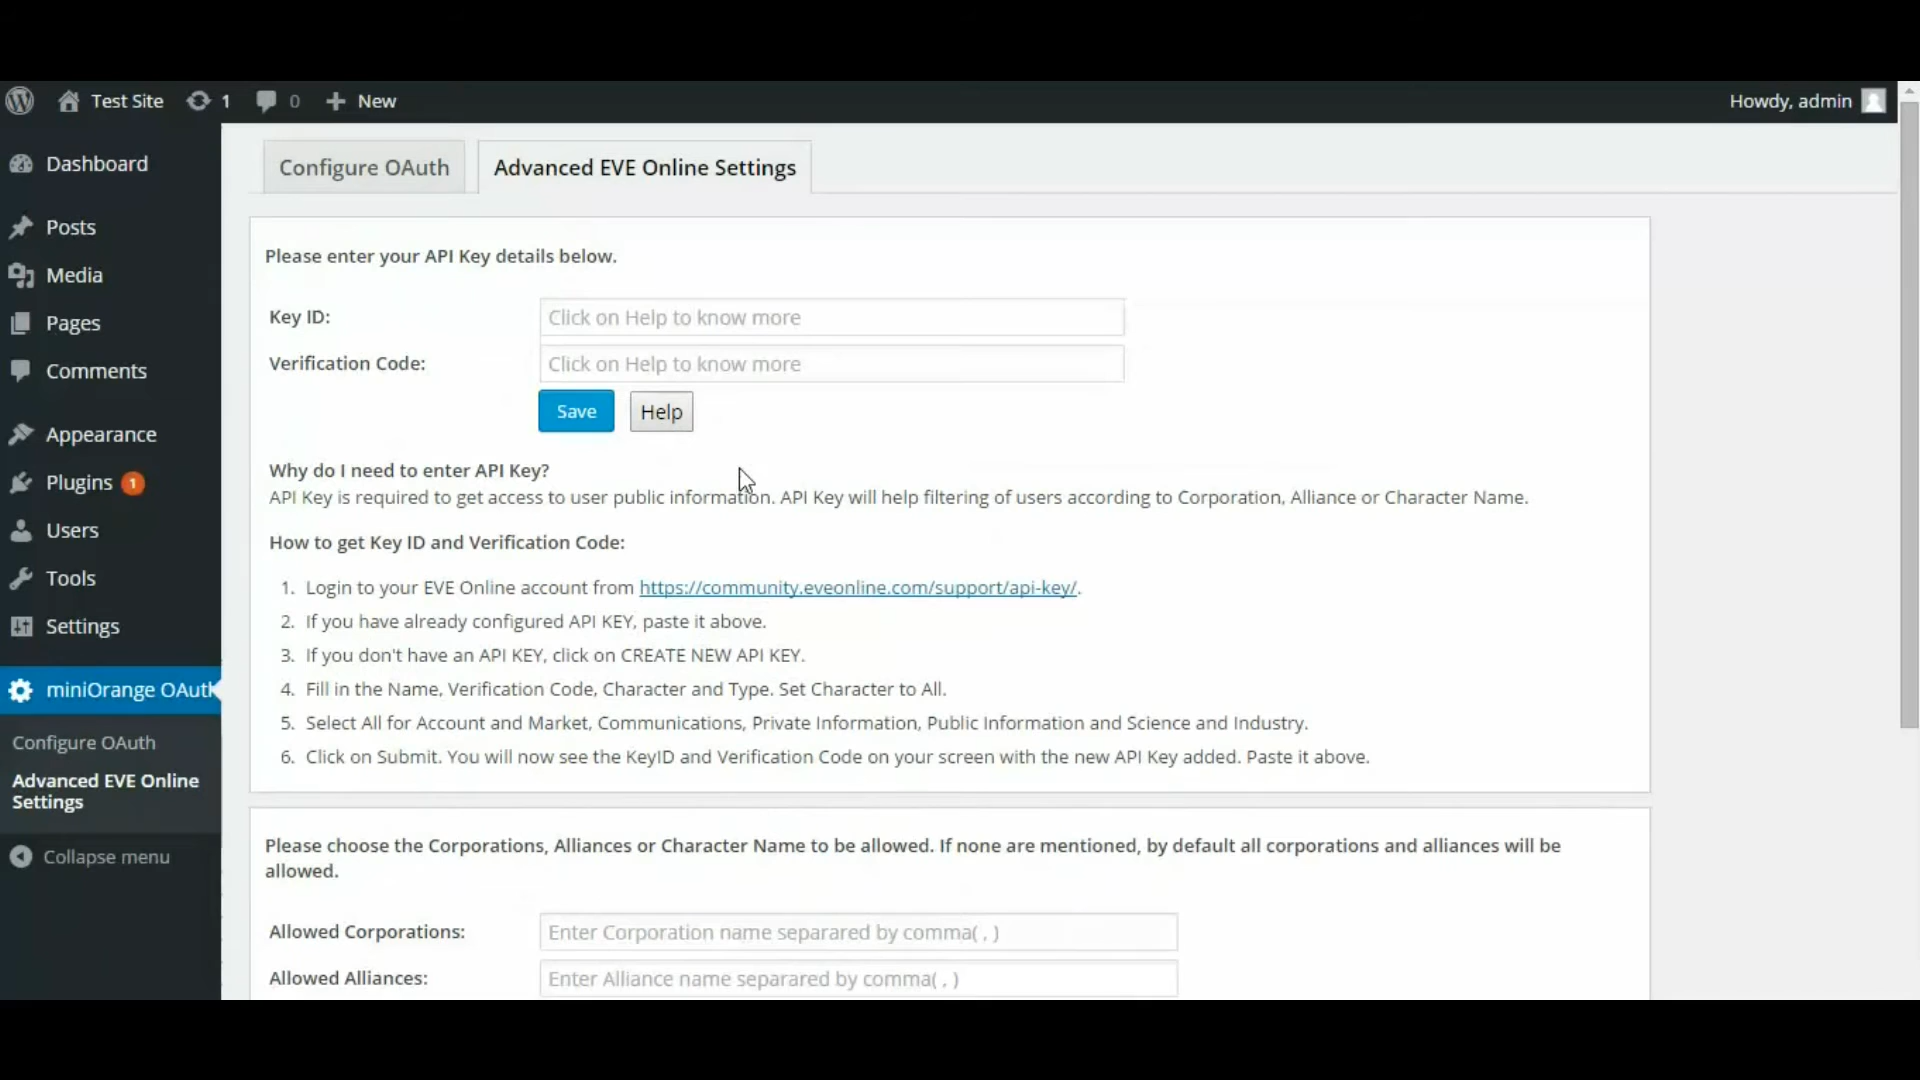 Test Site 1 0 New Howdy, admin
Dashboard
Posts
Media
Pages
Comments
Appearance
Plugins 1
Users
Tools
Settings
miniOrange OAuth
Configure OAuth
Advanced EVE Online
Settings
Collapse menu
Configure OAuth Advanced EVE Online Settings
Please enter your API Key details below.
Key ID: Click on Help to know more
Verification Code: Click on Help to know more
Save Help
Why do I need to enter API Key?
API Key is required to get access to user public information. API Key will help filtering of users according to Corporation, Alliance or Character Name.
How to get Key ID and Verification Code:
1. Login to your EVE Online account from https://community.eveonline.com/support/api-key/.
2. If you have already configured API KEY, paste it above.
3. If you don't have an API KEY, click on CREATE NEW API KEY.
4. Fill in the Name, Verification Code, Character and Type. Set Character to All.
5. Select All for Account and Market, Communications, Private Information, Public Information and Science and Industry.
6. Click on Submit. You will now see the KeyID and Verification Code on your screen with the new API Key added. Paste it above.
Please choose the Corporations, Alliances or Character Name to be allowed. If none are mentioned, by default all corporations and alliances will be
allowed.
Allowed Corporations: Enter Corporation name separared by comma( , )
Allowed Alliances: Enter Alliance name separared by comma( , )